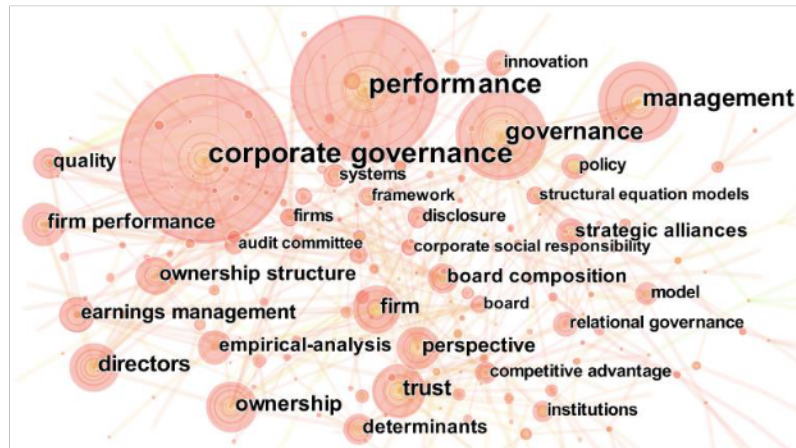 innovation
performance
management
governance
corporate governance
quality
systems
policy
framework
structural equation models
firm performance
firms
disclosure
strategic alliances
audit committee
corporate social responsibility
ownership structure
board composition
model
earnings management
firm
board
relational governance
empirical-analysis
perspective
directors
competitive advantage
trust
ownership
institutions
determinants